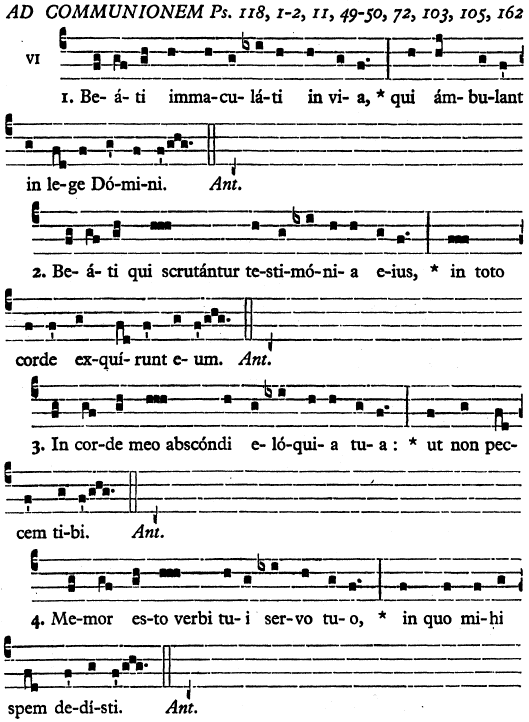 AD COMMUNIONEM Ps. 118, 1-2, 11, 49-50, 72, 103, 105, 162
VI
1. Be- á- ti imma- cu- lá- ti in vi- a, * qui ám- bu- lant
in le- ge Dó- mi- ni. Ant.
2. Be- á- ti qui scrutántur te- sti- mó- ni- a e- ius, * in toto
corde ex- quí- runt e- um. Ant.
3. In cor- de meo abscóndi e- ló- qui- a tu- a : * ut non pec-
cem ti- bi. Ant.
4. Me- mor es- to verbi tu- i ser- vo tu- o, * in quo mi- hi
spem de- dí- sti. Ant.